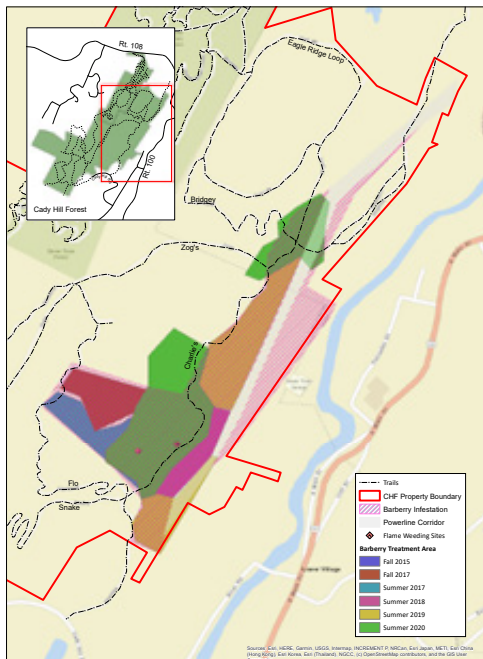 Rt. 108
Rt. 100
Cady Hill Forest
Eagle Ridge Loop
Bridgey
Zog's
Charlie's
Flo
Snake
Trails
CHF Property Boundary
Barberry Infestation
Powerline Corridor
Flame Weeding Sites
Barberry Treatment Area
Fall 2015
Fall 2017
Summer 2017
Summer 2018
Summer 2019
Summer 2020
Sources: Esri, HERE, Garmin, USGS, Intermap, INCREMENT P, NRCan, Esri Japan, METI, Esri China
(Hong Kong), Esri Korea, Esri (Thailand), NGCC, (c) OpenStreetMap contributors, and the GIS User